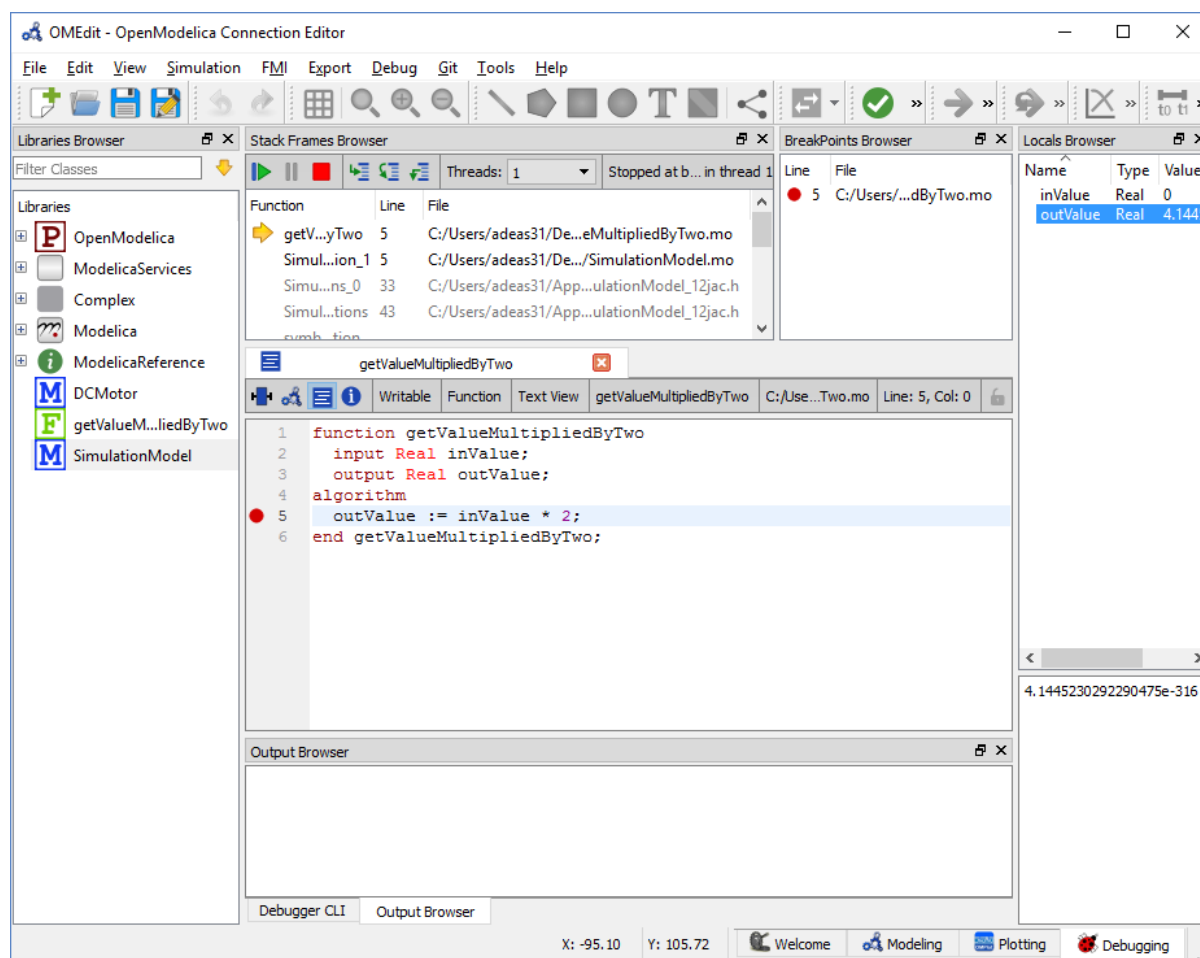 OMEdit - OpenModelica Connection Editor
File Edit View Simulation FMI Export Debug Git Tools Help
T
to t1
Libraries Browser
Filter Classes
Libraries
P OpenModelica
ModelicaServices
Complex
m Modelica
i ModelicaReference
M DCMotor
F getValueM...liedByTwo
M SimulationModel
Stack Frames Browser
Threads: 1 Stopped at b... in thread 1
Function Line File
getV...yTwo 5 C:/Users/adeas31/De...eMultipliedByTwo.mo
Simul...ion_1 5 C:/Users/adeas31/De.../SimulationModel.mo
Simu...ns_0 33 C:/Users/adeas31/App...ulationModel_12jac.h
Simul...tions 43 C:/Users/adeas31/App...ulationModel_12jac.h
BreakPoints Browser
Line File
5 C:/Users/...dByTwo.mo
Locals Browser
Name Type Value
inValue Real 0
outValue Real 4.144
4.1445230292290475e-316
getValueMultipliedByTwo
Writable Function Text View getValueMultipliedByTwo C:/Use...Two.mo Line: 5, Col: 0
1 function getValueMultipliedByTwo
2 input Real inValue;
3 output Real outValue;
4 algorithm
5 outValue := inValue * 2;
6 end getValueMultipliedByTwo;
Output Browser
Debugger CLI Output Browser
X: -95.10 Y: 105.72 Welcome Modeling Plotting Debugging